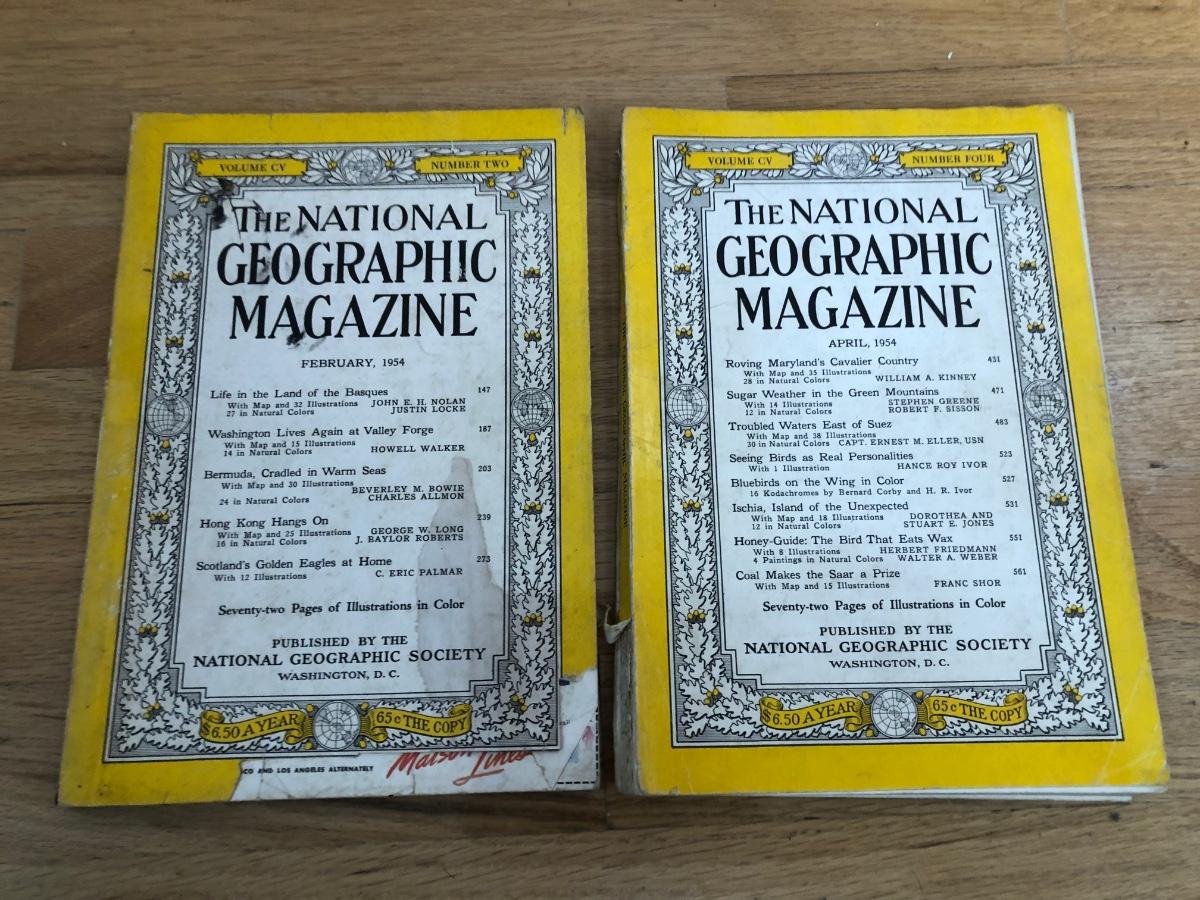 VOLUME CV
NUMBER TWO
THE NATIONAL
GEOGRAPHIC
MAGAZINE
FEBRUARY, 1954
Life in the Land of the Basques 147
With Map and 32 Illustrations JOHN E. H. NOLAN
27 in Natural Colors JUSTIN LOCKE
Washington Lives Again at Valley Forge 187
With Map and 15 Illustrations
14 in Natural Colors HOWELL WALKER
Bermuda, Cradled in Warm Seas 203
With Map and 30 Illustrations
BEVERLEY M. BOWIE
24 in Natural Colors CHARLES ALLMON
Hong Kong Hangs On 239
With Map and 25 Illustrations GEORGE W. LONG
16 in Natural Colors J. BAYLOR ROBERTS
Scotland's Golden Eagles at Home 273
With 12 Illustrations C. ERIC PALMAR
Seventy-two Pages of Illustrations in Color
PUBLISHED BY THE
NATIONAL GEOGRAPHIC SOCIETY
WASHINGTON, D. C.
$6.50 A YEAR
65c THE COPY
CO AND LOS ANGELES ALTERNATELY
Matson Lines
VOLUME CV
NUMBER FOUR
THE NATIONAL
GEOGRAPHIC
MAGAZINE
APRIL, 1954
Roving Maryland's Cavalier Country 431
With Map and 35 Illustrations
28 in Natural Colors WILLIAM A. KINNEY
Sugar Weather in the Green Mountains 471
With 14 Illustrations STEPHEN GREENE
12 in Natural Colors ROBERT F. SISSON
Troubled Waters East of Suez 483
With Map and 38 Illustrations
30 in Natural Colors CAPT. ERNEST M. ELLER, USN
Seeing Birds as Real Personalities 523
With 1 Illustration HANCE ROY IVOR
Bluebirds on the Wing in Color 527
16 Kodachromes by Bernard Corby and H. R. Ivor
Ischia, Island of the Unexpected 531
With Map and 18 Illustrations DOROTHEA AND
12 in Natural Colors STUART E. JONES
Honey-Guide: The Bird That Eats Wax 551
With 8 Illustrations HERBERT FRIEDMANN
4 Paintings in Natural Colors WALTER A. WEBER
Coal Makes the Saar a Prize 561
With Map and 15 Illustrations FRANC SHOR
Seventy-two Pages of Illustrations in Color
PUBLISHED BY THE
NATIONAL GEOGRAPHIC SOCIETY
WASHINGTON, D. C.
$6.50 A YEAR
65c THE COPY